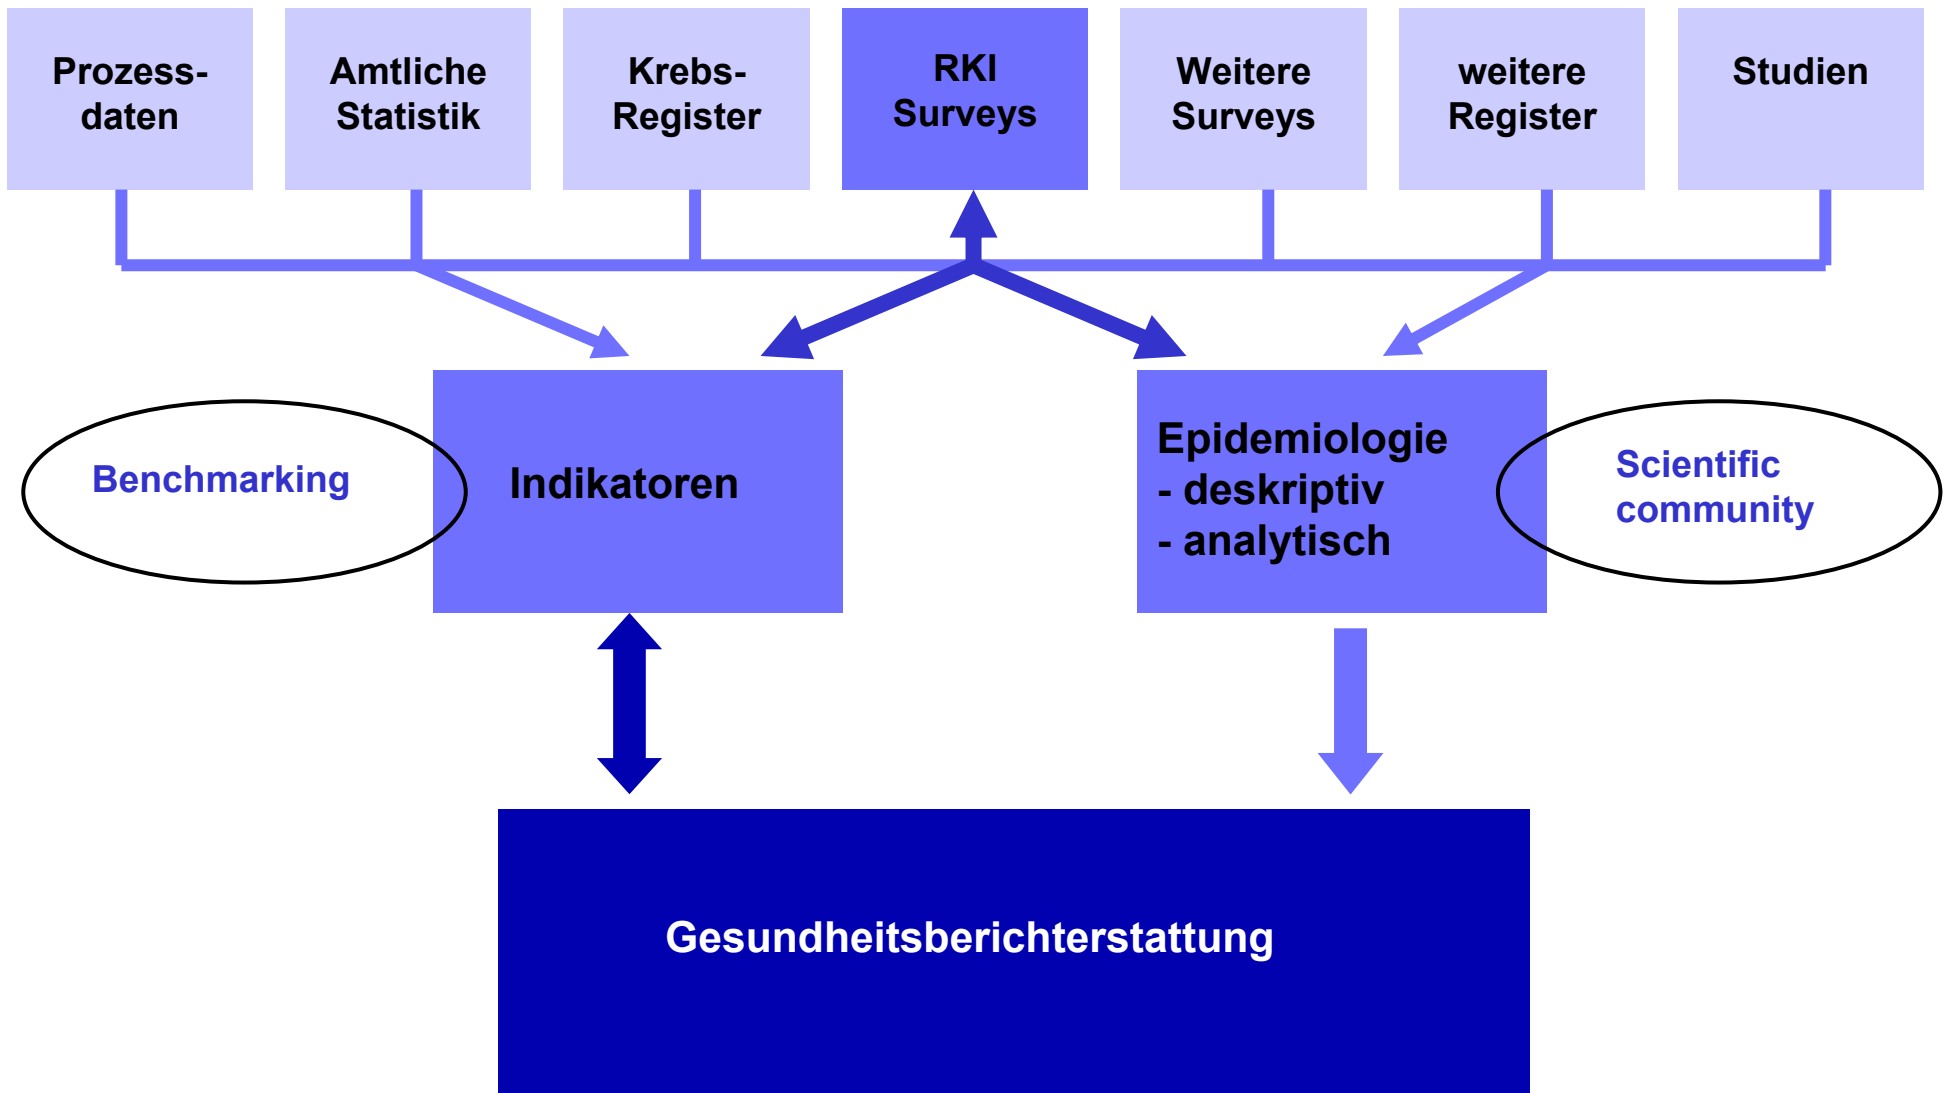 Prozess-
daten
Amtliche
Statistik
Krebs-
Register
RKI
Surveys
Weitere
Surveys
weitere
Register
Studien
Benchmarking
Indikatoren
Epidemiologie
- deskriptiv
- analytisch
Scientific
community
Gesundheitsberichterstattung